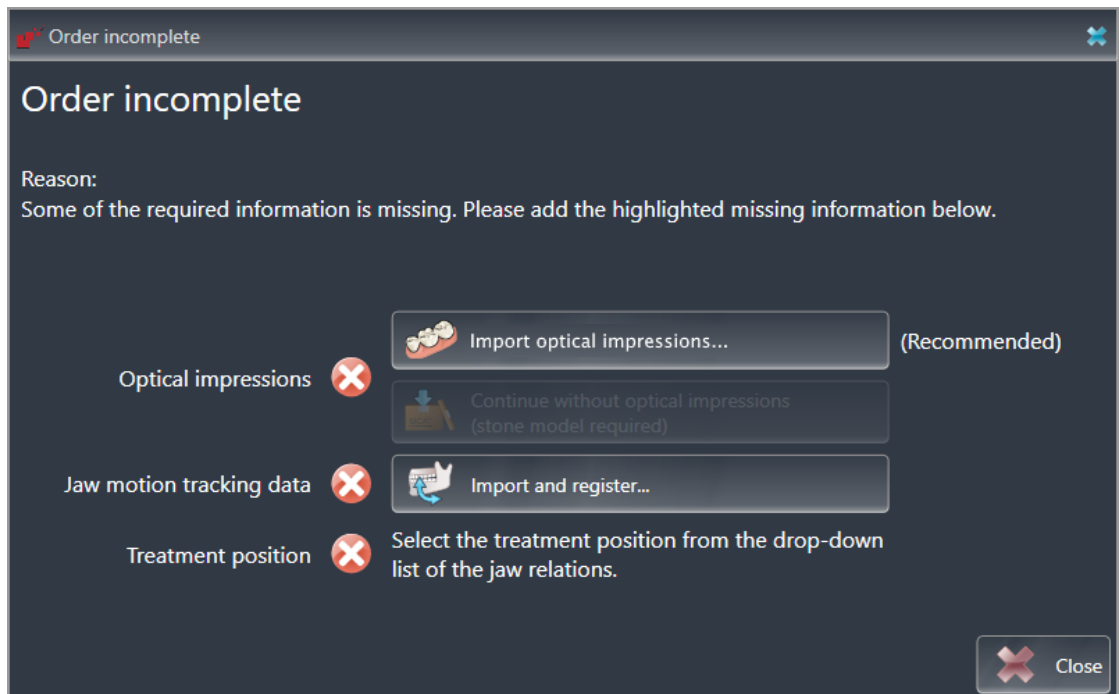 Order incomplete
Order incomplete
Reason:
Some of the required information is missing. Please add the highlighted missing information below.
Import optical impressions...
(Recommended)
Optical impressions
Continue without optical impressions
(stone model required)
Jaw motion tracking data
Import and register...
Treatment position
Select the treatment position from the drop-down
list of the jaw relations.
Close